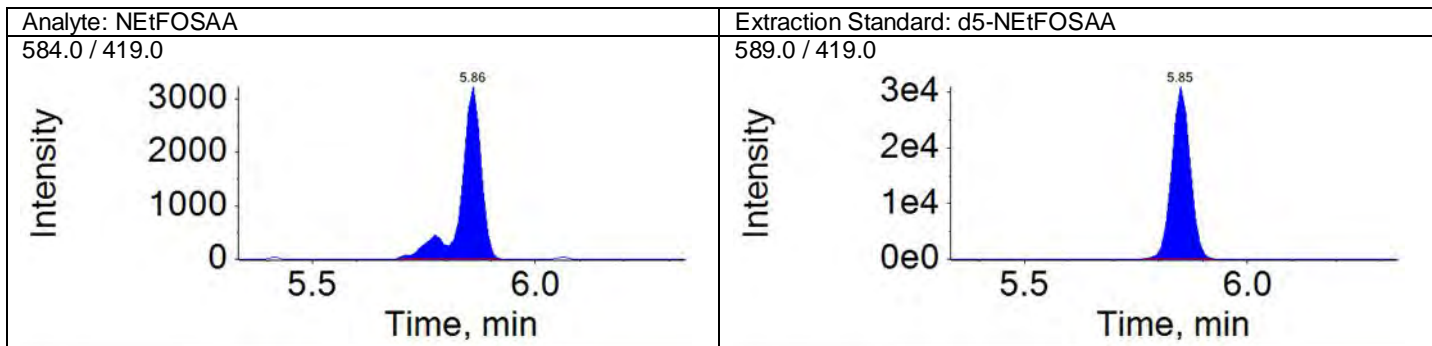 Analyte: NEtFOSAA
584.0 / 419.0
5.86
3000
2000
1000
0
Intensity
5.5
6.0
Time, min
Extraction Standard: d5-NEtFOSAA
589.0 / 419.0
5.85
3e4
2e4
1e4
0e0
Intensity
5.5
6.0
Time, min